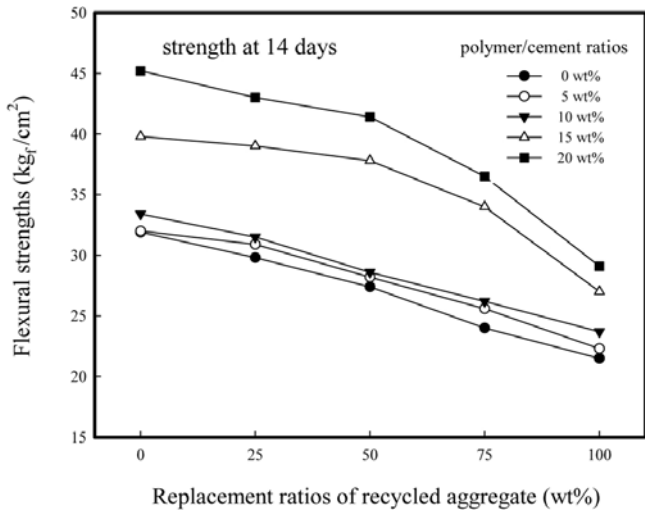 strength at 14 days
polymer/cement ratios
0 wt%
5 wt%
10 wt%
15 wt%
20 wt%
50
45
40
35
30
25
20
15
Flexural strengths (kgf/cm²)
0
25
50
75
100
Replacement ratios of recycled aggregate (wt%)